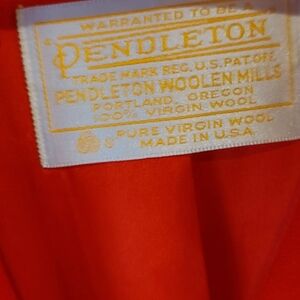 WARRANTED TO BE A
PENDLETON
TRADE MARK REG. U.S. PAT. OFF.
PENDLETON WOOLEN MILLS
PORTLAND, OREGON
100% VIRGIN WOOL
PURE VIRGIN WOOL
MADE IN U.S.A.